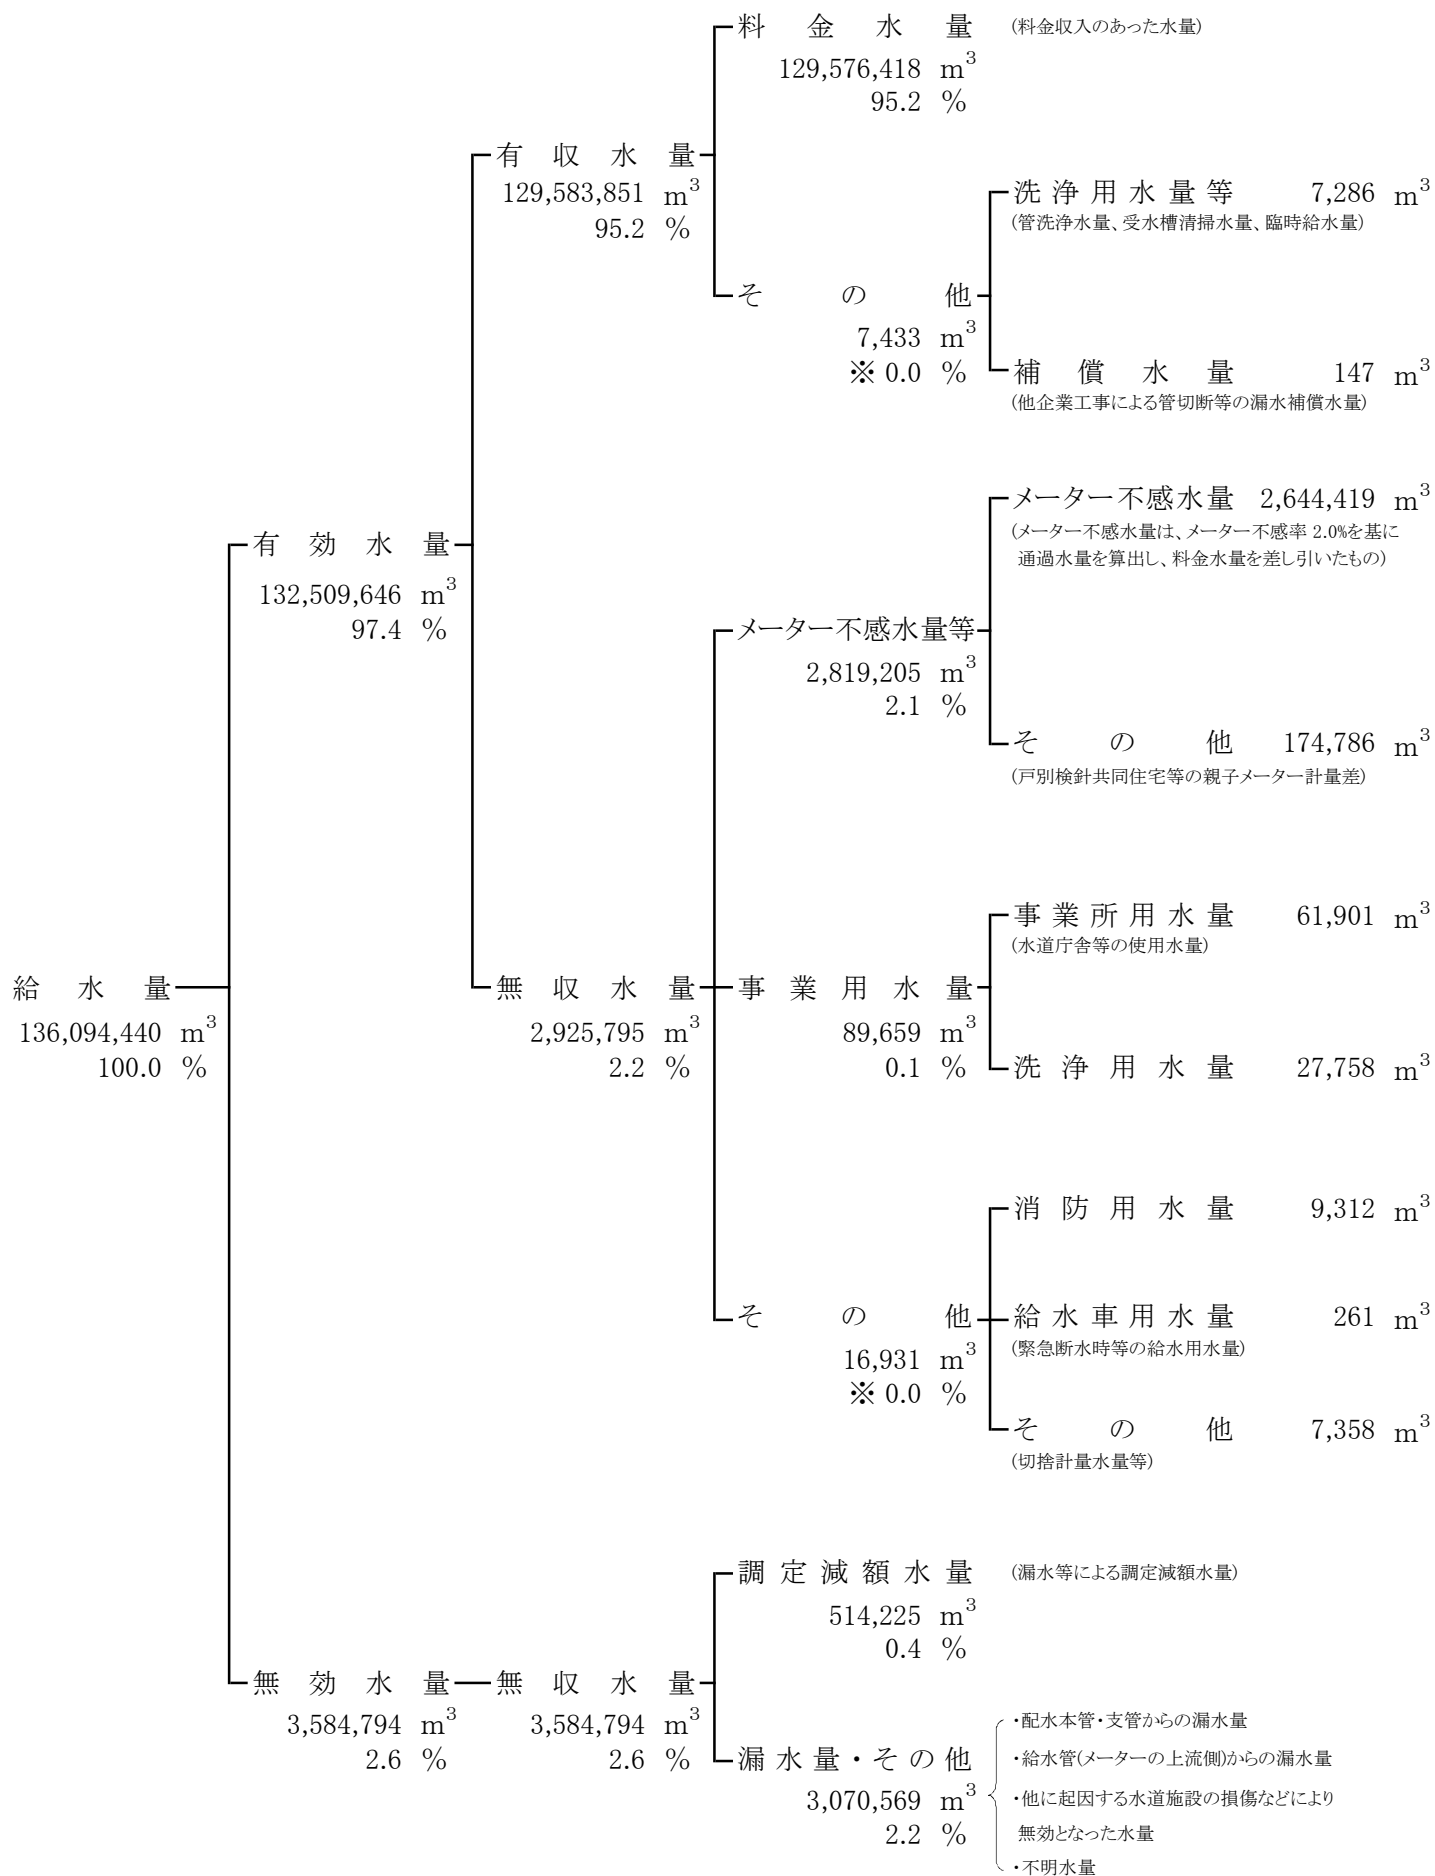 料金水量 (料金収入のあった水量)
129,576,418 m³
95.2 %
有収水量
129,583,851 m³
95.2 %
洗浄用水量等 7,286 m³
(管洗浄水量、受水槽清掃水量、臨時給水量)
その他
7,433 m³
※ 0.0 %
補償水量 147 m³
(他企業工事による管切断等の漏水補償水量)
有効水量
132,509,646 m³
97.4 %
メーター不感水量 2,644,419 m³
(メーター不感水量は、メーター不感率 2.0%を基に
通過水量を算出し、料金水量を差し引いたもの)
メーター不感水量等
2,819,205 m³
2.1 %
その他 174,786 m³
(戸別検針共同住宅等の親子メーター計量差)
給水量
136,094,440 m³
100.0 %
無収水量
2,925,795 m³
2.2 %
事業用水量
89,659 m³
0.1 %
事業所用水量 61,901 m³
(水道庁舎等の使用水量)
洗浄用水量 27,758 m³
消防用水量 9,312 m³
その他
16,931 m³
※ 0.0 %
給水車用水量 261 m³
(緊急断水時等の給水用水量)
その他 7,358 m³
(切捨計量水量等)
調定減額水量 (漏水等による調定減額水量)
514,225 m³
0.4 %
無効水量
3,584,794 m³
2.6 %
無収水量
3,584,794 m³
2.6 %
漏水量・その他
3,070,569 m³
2.2 %
・配水本管・支管からの漏水量
・給水管(メーターの上流側)からの漏水量
・他に起因する水道施設の損傷などにより
無効となった水量
・不明水量